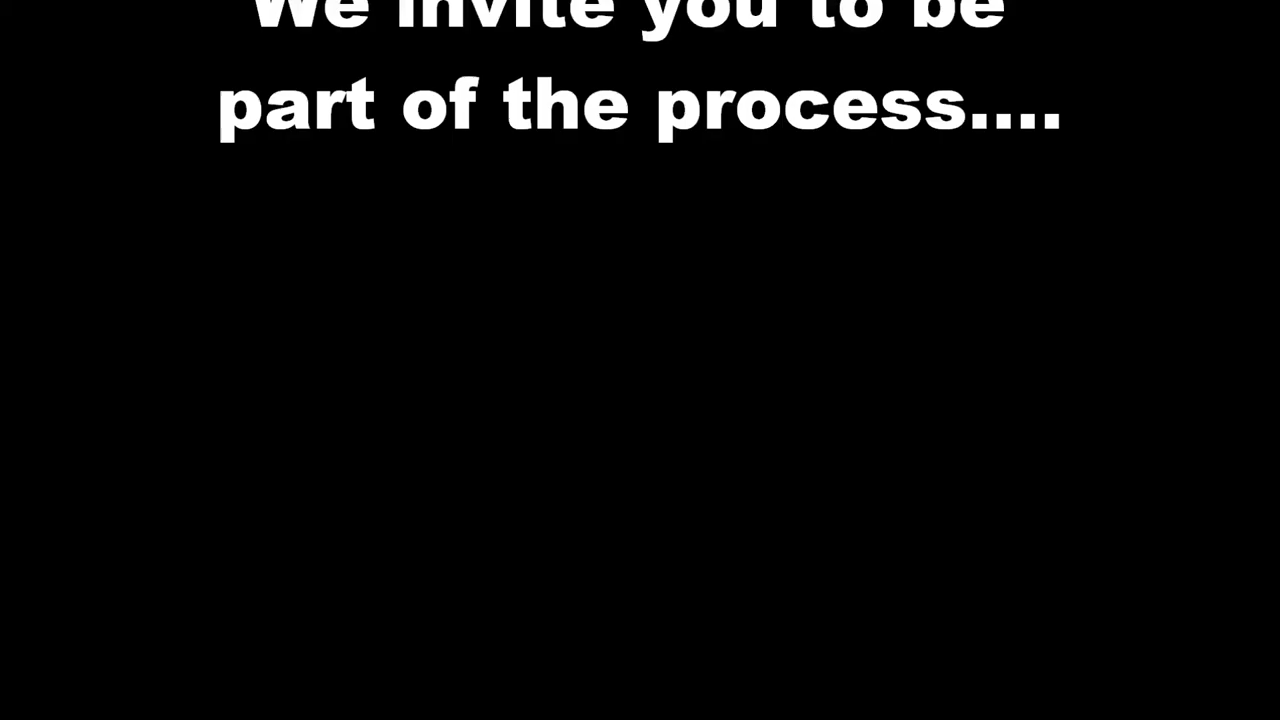 We invite you to be
part of the process....